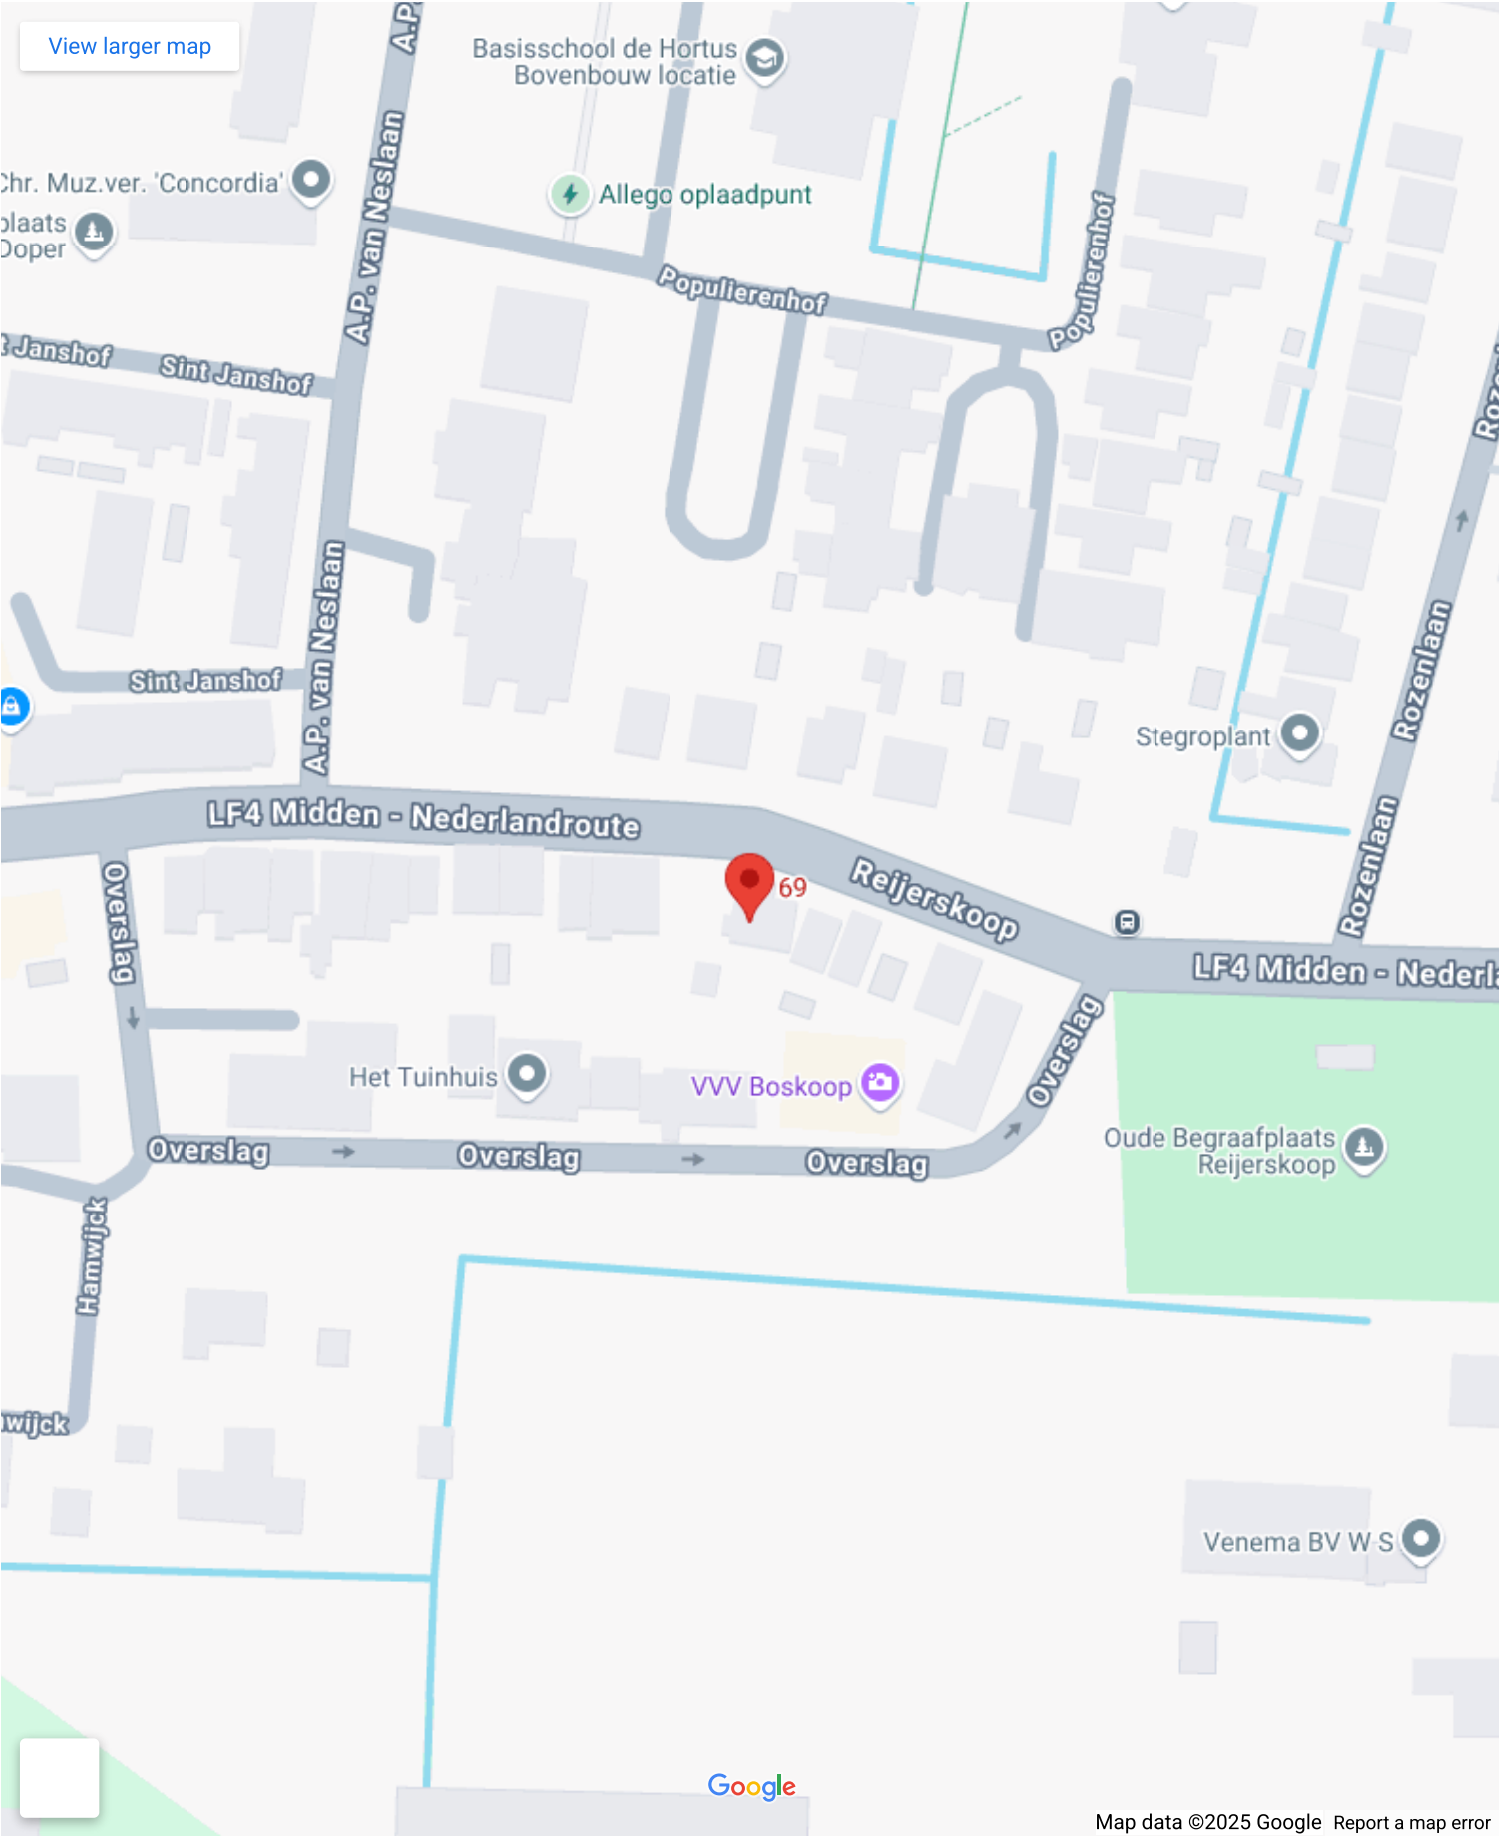 View larger map
A.P.
Basisschool de Hortus
Bovenbouw locatie
A.P. van Neslaan
Chr. Muz.ver. 'Concordia'
Allego oplaadpunt
plaats
Doper
Populierenhof
Populierenhof
t Janshof
Sint Janshof
Roze
A.P. van Neslaan
Sint Janshof
Rozenlaan
Stegroplant
LF4 Midden - Nederlandroute
Rozenlaan
69
Reijerskoop
Overslag
LF4 Midden - Nederla
Overslag
Het Tuinhuis
VVV Boskoop
Overslag
Overslag
Overslag
Oude Begraafplaats
Reijerskoop
Hamwijck
wijck
Venema BV W S
Google
Map data ©2025 Google
Report a map error